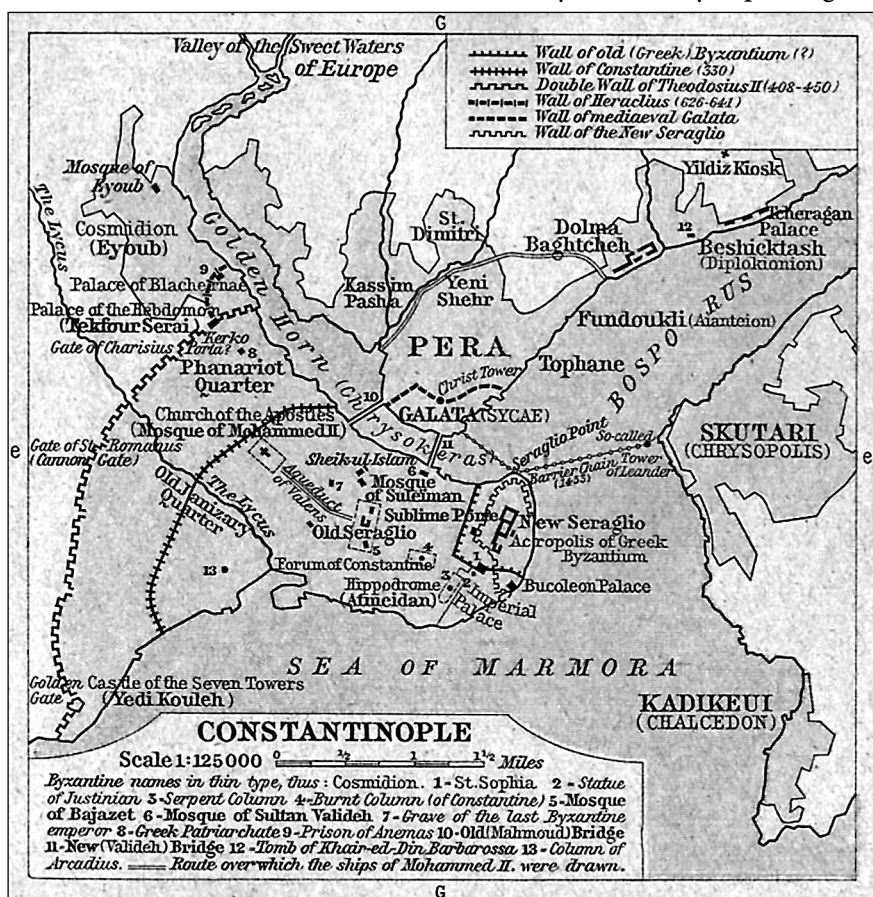 G
Valley of the Sweet Waters
of Europe
Wall of old (Greek) Byzantium (?)
Wall of Constantine (330)
Double Wall of Theodosius II (408-450)
Wall of Heraclius (626-641)
Wall of mediaeval Galata
Wall of the New Seraglio
Yildiz Kiosk
Mosque of
Eyoub
The Lycus
Cosmidion
(Eyoub)
Golden Horn (Chrysokeras)
St.
Dimitri
Dolma
Baghtcheh
12
Tcheragan
Palace
Beshicktash
(Diplokionion)
9
Palace of Blachernae
Kassim
Pasha
Yeni
Shehr
Palace of the Hebdomon
(Tekfour Serai)
Kerko
Porta?
Gate of Charisius
8
Phanariot
Quarter
PERA
Fundoukli (Aianteion)
BOSPORUS
Tophane
Christ Tower
10
GALATA (SYCAE)
Church of the Apostles
(Mosque of Mohammed II)
11
Seraglio Point
So-called
Tower
of Leander
Barrier Chain
(1453)
SKUTARI
(CHRYSOPOLIS)
e
e
Gate of St. Romanus
(Cannon Gate)
Old Janizary
Quarter
The Lycus
Aqueduct
of Valens
Sheik-ul-Islam
7
6
Mosque
of Suleiman
Sublime Porte
Old Seraglio
5
New Seraglio
Acropolis of Greek
Byzantium
Forum of Constantine
4
1
13
Hippodrome
(Atmeidan)
3
2
Imperial
Palace
Bucoleon Palace
SEA OF MARMORA
Golden
Gate
Castle of the Seven Towers
(Yedi Kouleh)
KADIKEUI
(CHALCEDON)
CONSTANTINOPLE
Scale 1:125 000 0 ½ 1 1½ Miles
Byzantine names in thin type, thus: Cosmidion. 1-St. Sophia 2-Statue
of Justinian 3-Serpent Column 4-Burnt Column (of Constantine) 5-Mosque
of Bajazet 6-Mosque of Sultan Valideh 7-Grave of the last Byzantine
emperor 8-Greek Patriarchate 9-Prison of Anemas 10-Old (Mahmoud) Bridge
11-New (Valideh) Bridge 12-Tomb of Khair-ed-Din Barbarossa 13-Column of
Arcadius. Route over which the ships of Mohammed II. were drawn.
G